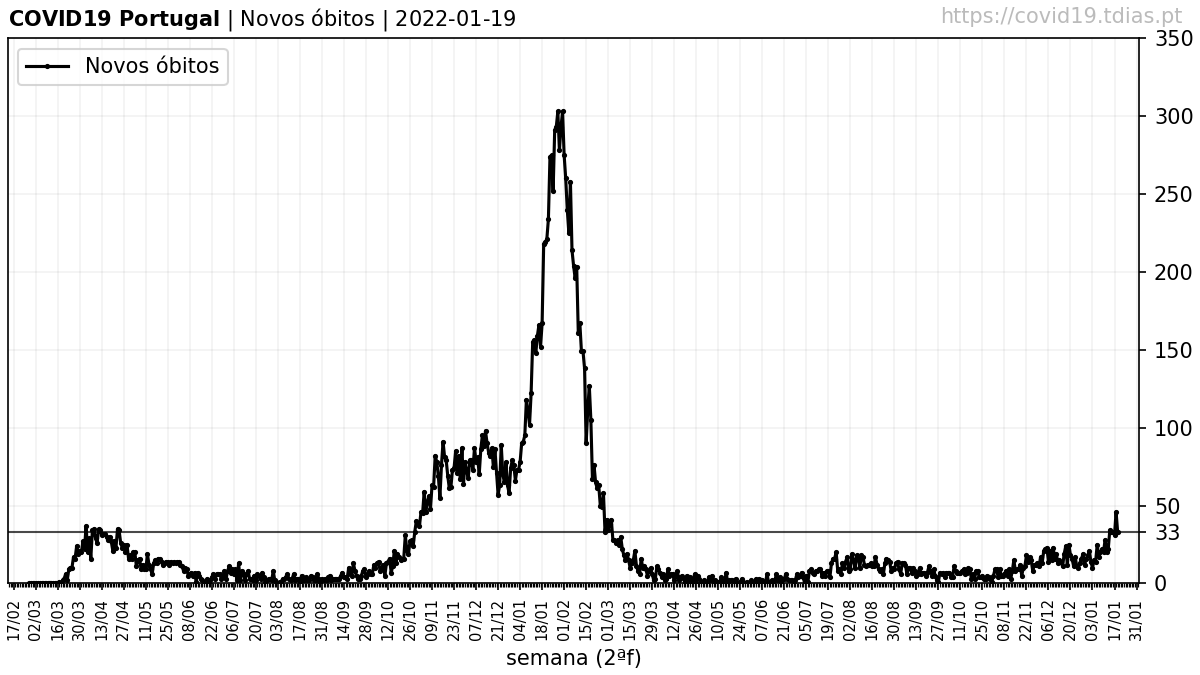 COVID19 Portugal | Novos óbitos | 2022-01-19
https://covid19.tdias.pt
Novos óbitos
350
300
250
200
150
100
50
33
0
17/02 02/03 16/03 30/03 13/04 27/04 11/05 25/05 08/06 22/06 06/07 20/07 03/08 17/08 31/08 14/09 28/09 12/10 26/10 09/11 23/11 07/12 21/12 04/01 18/01 01/02 15/02 01/03 15/03 29/03 12/04 26/04 10/05 24/05 07/06 21/06 05/07 19/07 02/08 16/08 30/08 13/09 27/09 11/10 25/10 08/11 22/11 06/12 20/12 03/01 17/01 31/01
semana (2ªf)